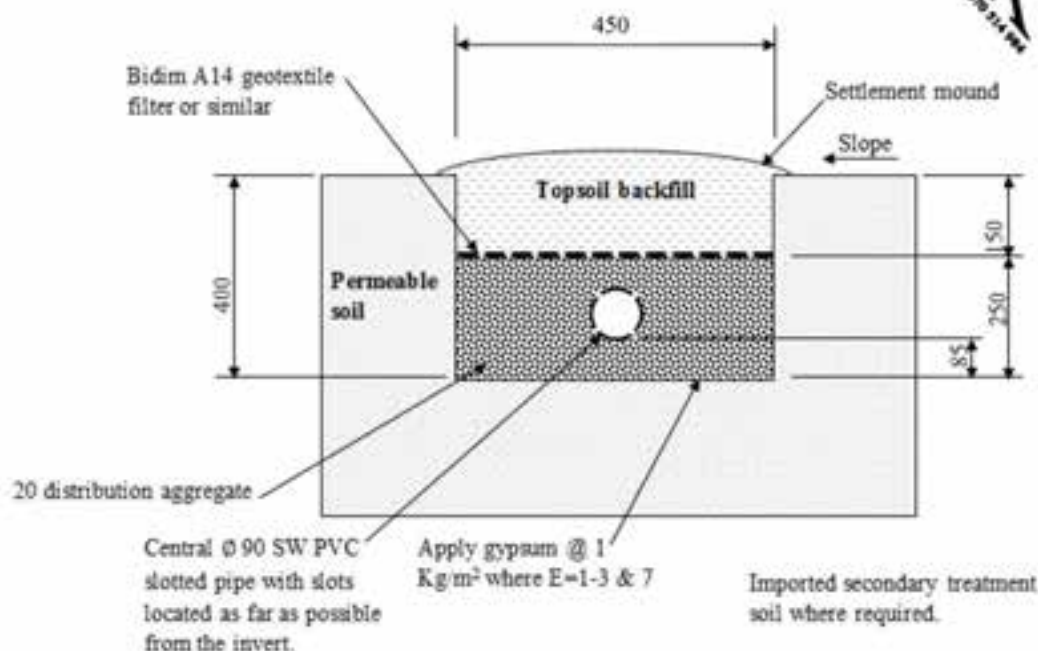 450
Bidim A14 geotextile
filter or similar
Settlement mound
Slope
Topsoil backfill
150
400
Permeable
soil
250
85
20 distribution aggregate
Central Ø 90 SW PVC
slotted pipe with slots
located as far as possible
from the invert.
Apply gypsum @ 1
Kg/m² where E=1-3 & 7
Imported secondary treatment
soil where required.